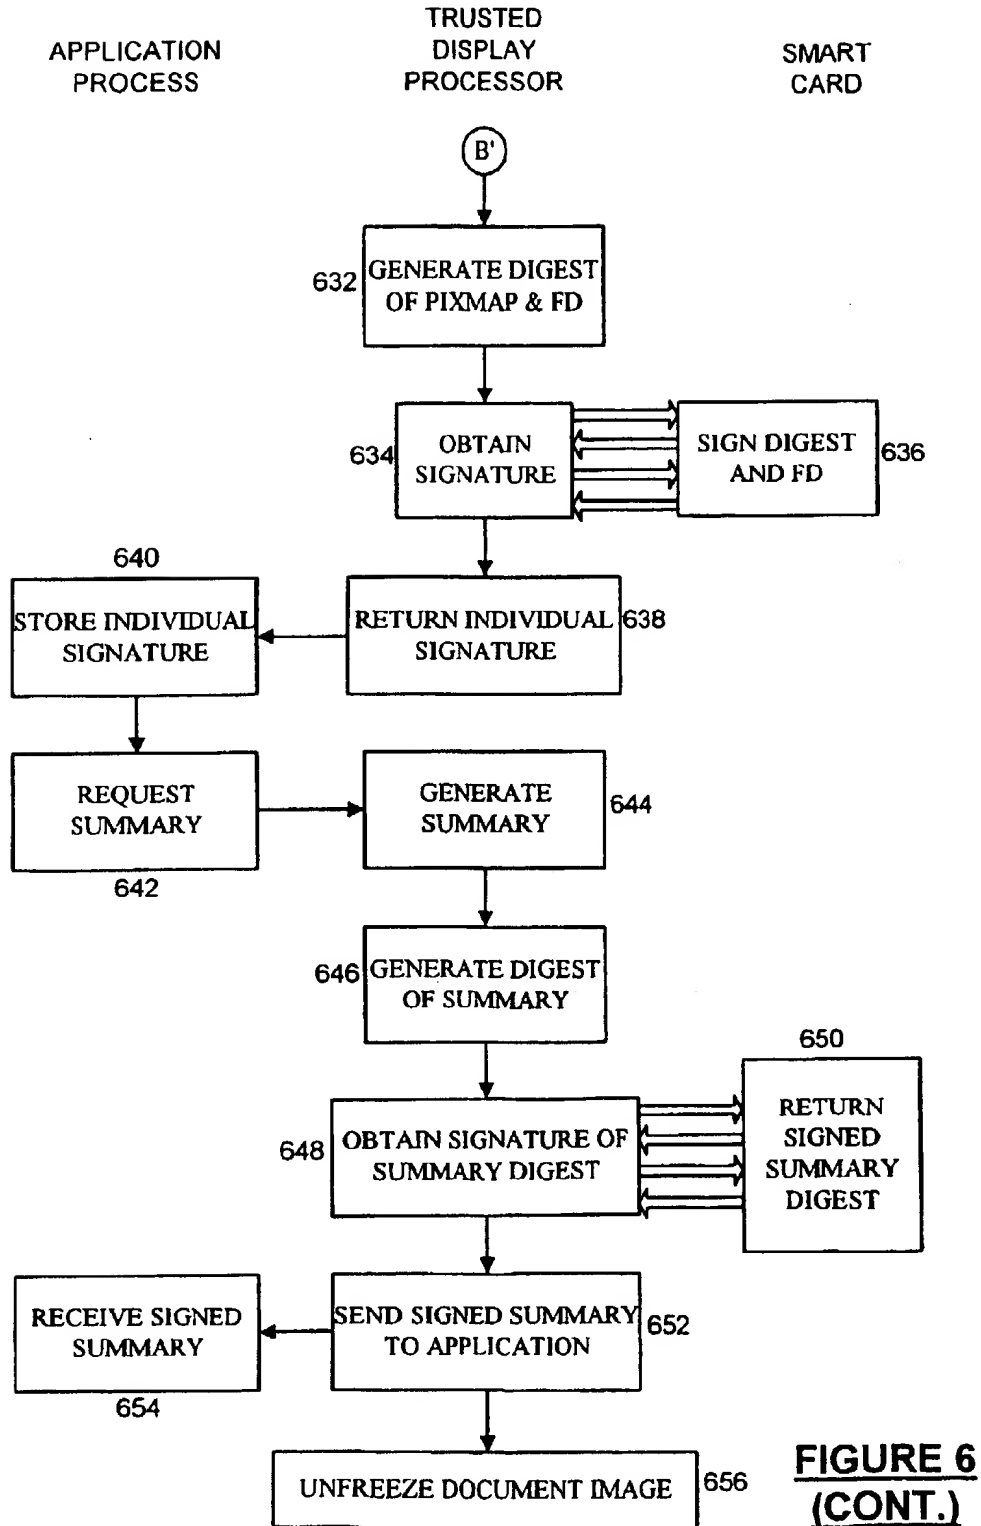 APPLICATION
PROCESS
TRUSTED
DISPLAY
PROCESSOR
SMART
CARD
B'
632
GENERATE DIGEST
OF PIXMAP & FD
634
OBTAIN
SIGNATURE
SIGN DIGEST
AND FD
636
640
STORE INDIVIDUAL
SIGNATURE
RETURN INDIVIDUAL
SIGNATURE
638
REQUEST
SUMMARY
642
GENERATE
SUMMARY
644
646
GENERATE DIGEST
OF SUMMARY
648
OBTAIN SIGNATURE OF
SUMMARY DIGEST
650
RETURN
SIGNED
SUMMARY
DIGEST
RECEIVE SIGNED
SUMMARY
654
SEND SIGNED SUMMARY
TO APPLICATION
652
UNFREEZE DOCUMENT IMAGE
656
FIGURE 6
(CONT.)